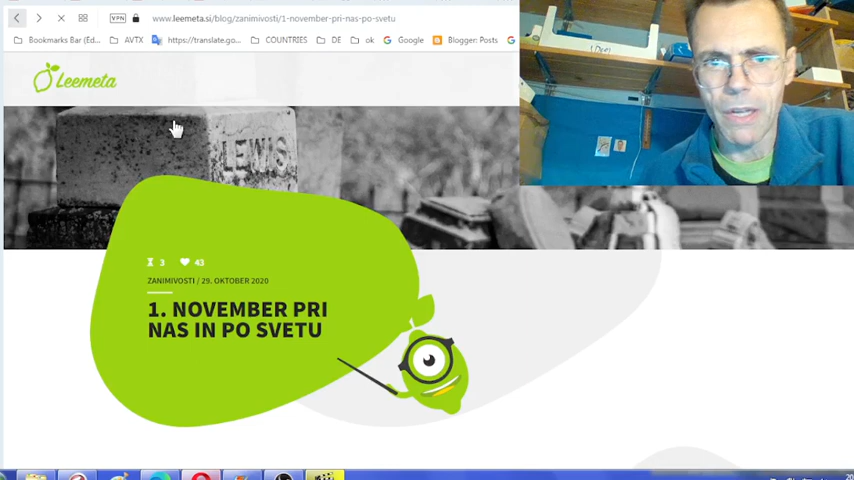 VPN
www.leemeta.si/blog/zanimivosti/1-november-pri-nas-po-svetu
Bookmarks Bar (Ed...
AVTX
https://translate.go...
COUNTRIES
DE
ok
Google
Blogger: Posts
Leemeta
LEWIS
3
43
ZANIMIVOSTI / 29. OKTOBER 2020
1. NOVEMBER PRI
NAS IN PO SVETU